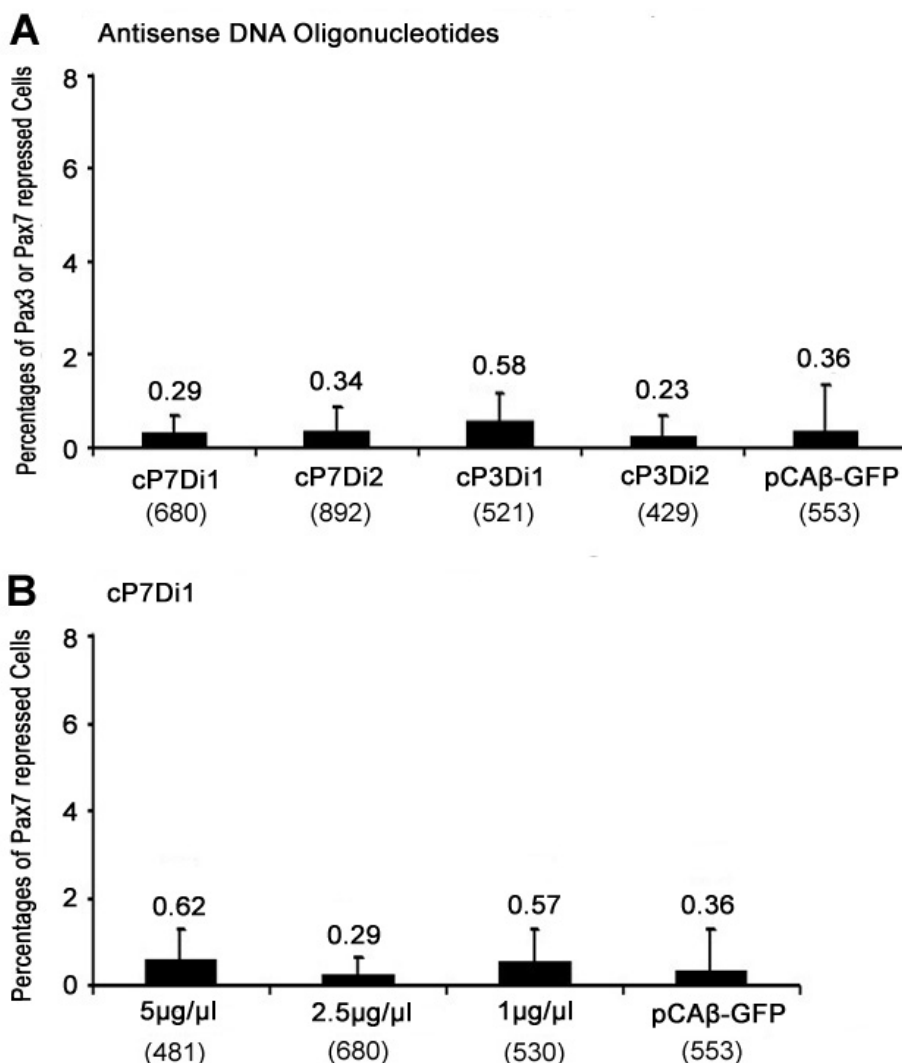 A Antisense DNA Oligonucleotides
Percentages of Pax3 or Pax7 repressed Cells
8
6
4
2
0
0.29 0.34 0.58 0.23 0.36
cP7Di1 cP7Di2 cP3Di1 cP3Di2 pCAβ-GFP
(680) (892) (521) (429) (553)
B cP7Di1
Percentages of Pax7 repressed Cells
8
6
4
2
0
0.62 0.29 0.57 0.36
5µg/µl 2.5µg/µl 1µg/µl pCAβ-GFP
(481) (680) (530) (553)